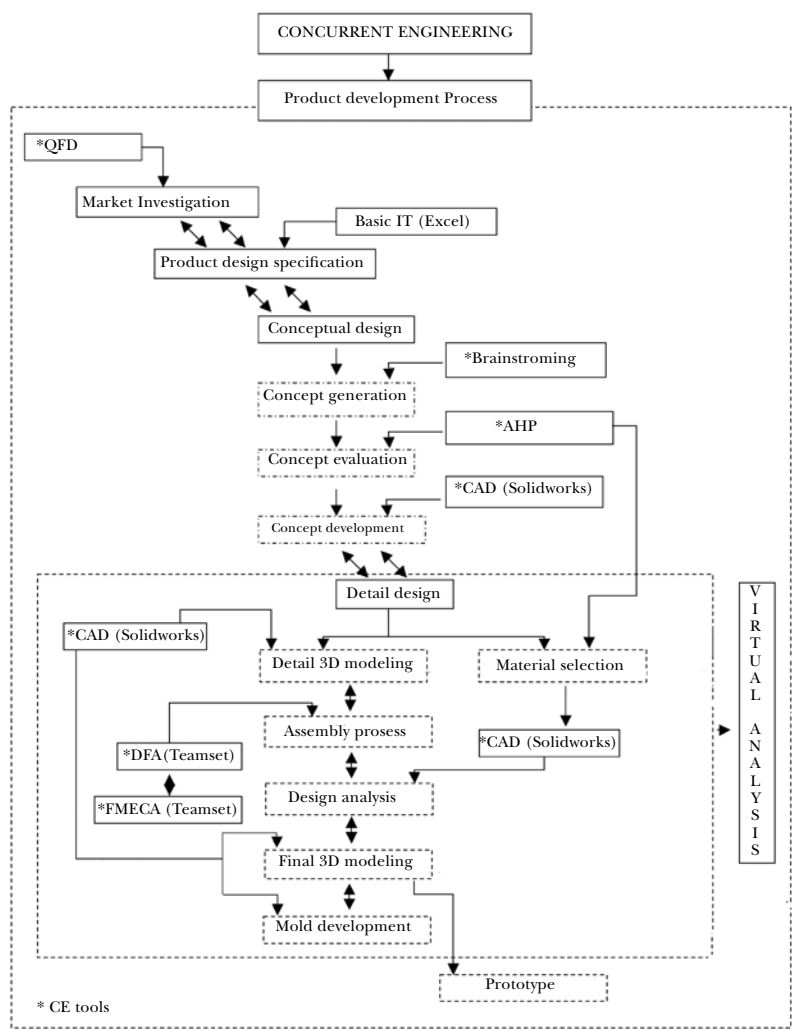 CONCURRENT ENGINEERING
Product development Process
*QFD
Market Investigation
Basic IT (Excel)
Product design specification
Conceptual design
*Brainstroming
Concept generation
*AHP
Concept evaluation
*CAD (Solidworks)
Concept development
Detail design
*CAD (Solidworks)
Detail 3D modeling
Material selection
Assembly prosess
*DFA(Teamset)
*CAD (Solidworks)
Design analysis
*FMECA (Teamset)
Final 3D modeling
Mold development
Prototype
VIRTUAL ANALYSIS
* CE tools